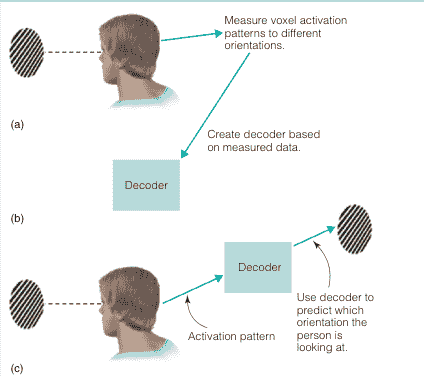 Measure voxel activation
patterns to different
orientations.
(a)
Create decoder based
on measured data.
Decoder
(b)
Decoder
Use decoder to
predict which
orientation the
person is
looking at.
Activation pattern
(c)